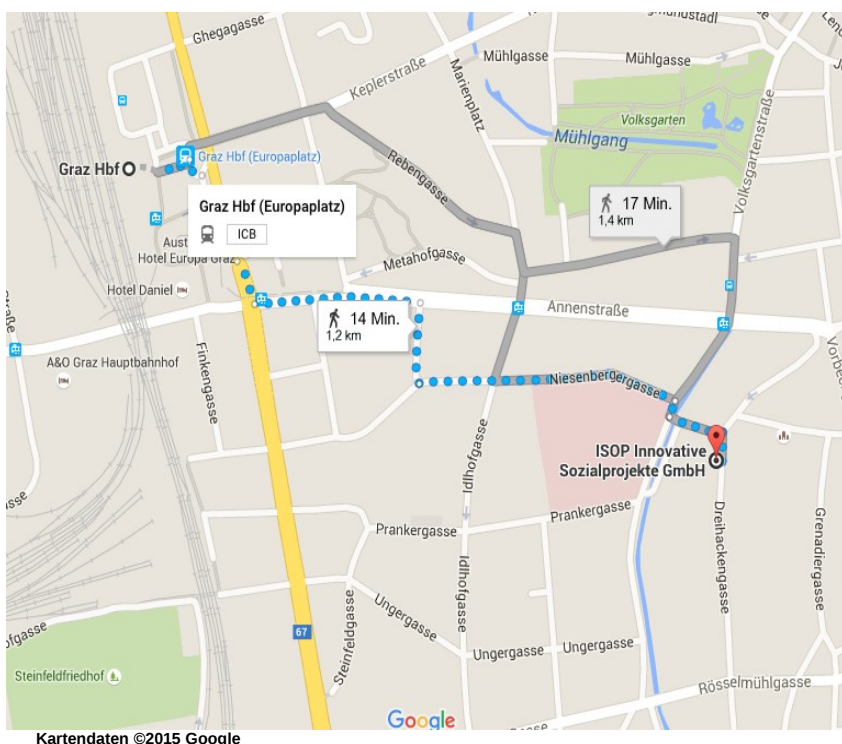 Ghegagasse
Keplerstraße
Marienplatz
Mühlgasse
Mühlgasse
Volksgarten
Mühlgang
Volksgartenstraße
Graz Hbf
Graz Hbf (Europaplatz)
Graz Hbf (Europaplatz)
ICB
Rebengasse
17 Min.
1,4 km
Aust
Hotel Europa Graz
Metahofgasse
Hotel Daniel
Annenstraße
14 Min.
1,2 km
A&O Graz Hauptbahnhof
Finkengasse
Niesenbergergasse
ISOP Innovative
Sozialprojekte GmbH
Idlhofgasse
Prankergasse
Prankergasse
Dreihackengasse
Grenadiergasse
Idlhofgasse
Steinfeldgasse
Ungergasse
67
Ungergasse
Ungergasse
Steinfeldfriedhof
Rösselmühlgasse
Google
Kartendaten ©2015 Google